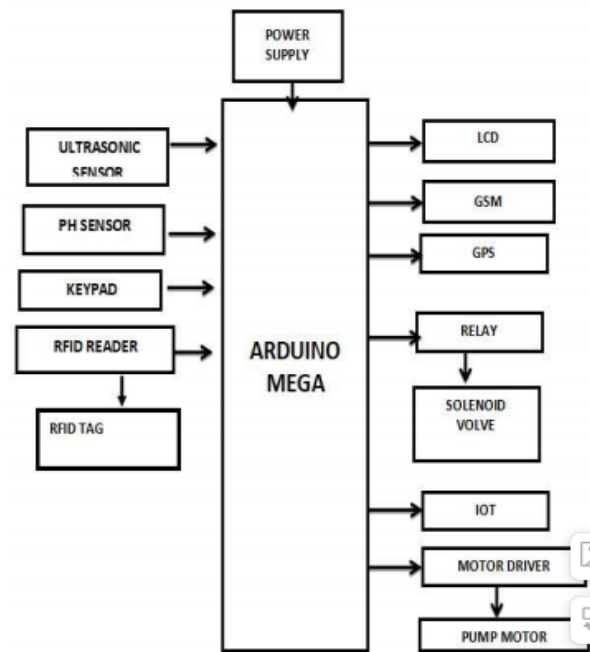 POWER
SUPPLY
ULTRASONIC
SENSOR
PH SENSOR
KEYPAD
RFID READER
RFID TAG
ARDUINO
MEGA
LCD
GSM
GPS
RELAY
SOLENOID
VOLVE
IOT
MOTOR DRIVER
PUMP MOTOR